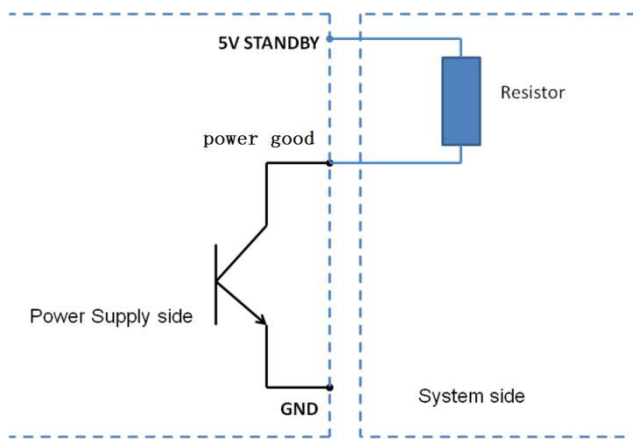 5V STANDBY
Resistor
power good
Power Supply side
System side
GND